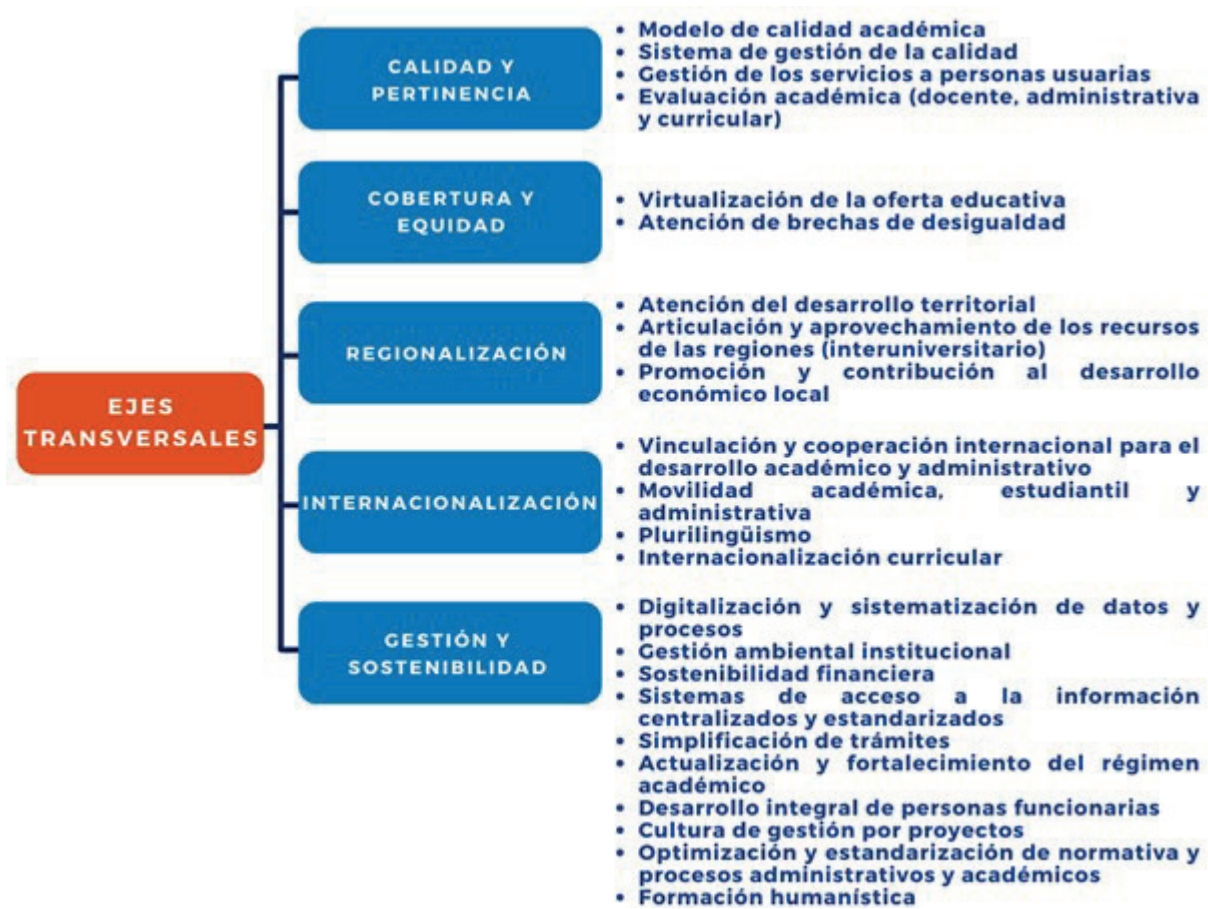 EJES
TRANSVERSALES
CALIDAD Y
PERTINENCIA
• Modelo de calidad académica
• Sistema de gestión de la calidad
• Gestión de los servicios a personas usuarias
• Evaluación académica (docente, administrativa
y curricular)
COBERTURA Y
EQUIDAD
• Virtualización de la oferta educativa
• Atención de brechas de desigualdad
REGIONALIZACIÓN
• Atención del desarrollo territorial
• Articulación y aprovechamiento de los recursos
de las regiones (interuniversitario)
• Promoción y contribución al desarrollo
económico local
INTERNACIONALIZACIÓN
• Vinculación y cooperación internacional para el
desarrollo académico y administrativo
• Movilidad académica, estudiantil y
administrativa
• Plurilingüismo
• Internacionalización curricular
GESTIÓN Y
SOSTENIBILIDAD
• Digitalización y sistematización de datos y
procesos
• Gestión ambiental institucional
• Sostenibilidad financiera
• Sistemas de acceso a la información
centralizados y estandarizados
• Simplificación de trámites
• Actualización y fortalecimiento del régimen
académico
• Desarrollo integral de personas funcionarias
• Cultura de gestión por proyectos
• Optimización y estandarización de normativa y
procesos administrativos y académicos
• Formación humanística